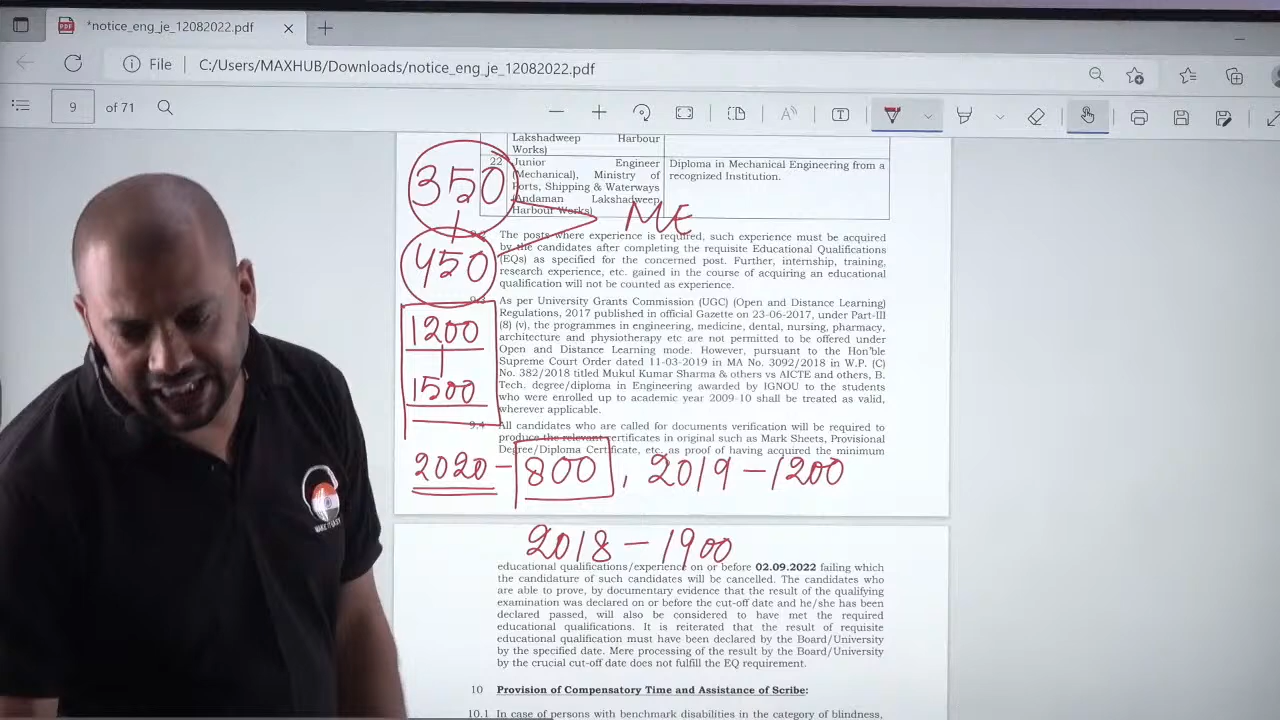 *notice_eng_je_12082022.pdf
File
C:/Users/MAXHUB/Downloads/notice_eng_je_12082022.pdf
9 of 71
Lakshadweep Harbour
Works)
22 Junior Engineer
(Mechanical), Ministry of
Ports, Shipping & Waterways
(Andaman Lakshadweep
Harbour Works)
Diploma in Mechanical Engineering from a
recognized Institution.
350
ME
450
1200
1500
The posts where experience is required, such experience must be acquired
by the candidates after completing the requisite Educational Qualifications
(EQs) as specified for the concerned post. Further, internship, training,
research experience, etc. gained in the course of acquiring an educational
qualification will not be counted as experience.
9.3 As per University Grants Commission (UGC) (Open and Distance Learning)
Regulations, 2017 published in official Gazette on 23-06-2017, under Part-III
(8) (v), the programmes in engineering, medicine, dental, nursing, pharmacy,
architecture and physiotherapy etc are not permitted to be offered under
Open and Distance Learning mode. However, pursuant to the Hon'ble
Supreme Court Order dated 11-03-2019 in MA No. 3092/2018 in W.P. (C)
No. 382/2018 titled Mukul Kumar Sharma & others vs AICTE and others, B.
Tech. degree/diploma in Engineering awarded by IGNOU to the students
who were enrolled up to academic year 2009-10 shall be treated as valid,
wherever applicable.
9.4 All candidates who are called for documents verification will be required to
produce the relevant certificates in original such as Mark Sheets, Provisional
Degree/Diploma Certificate, etc. as proof of having acquired the minimum
2020 - 800 , 2019 - 1200
2018 - 1900
educational qualifications/experience on or before 02.09.2022 failing which
the candidature of such candidates will be cancelled. The candidates who
are able to prove, by documentary evidence that the result of the qualifying
examination was declared on or before the cut-off date and he/she has been
declared passed, will also be considered to have met the required
educational qualifications. It is reiterated that the result of requisite
educational qualification must have been declared by the Board/University
by the specified date. Mere processing of the result by the Board/University
by the crucial cut-off date does not fulfill the EQ requirement.
10 Provision of Compensatory Time and Assistance of Scribe:
10.1 In case of persons with benchmark disabilities in the category of blindness,